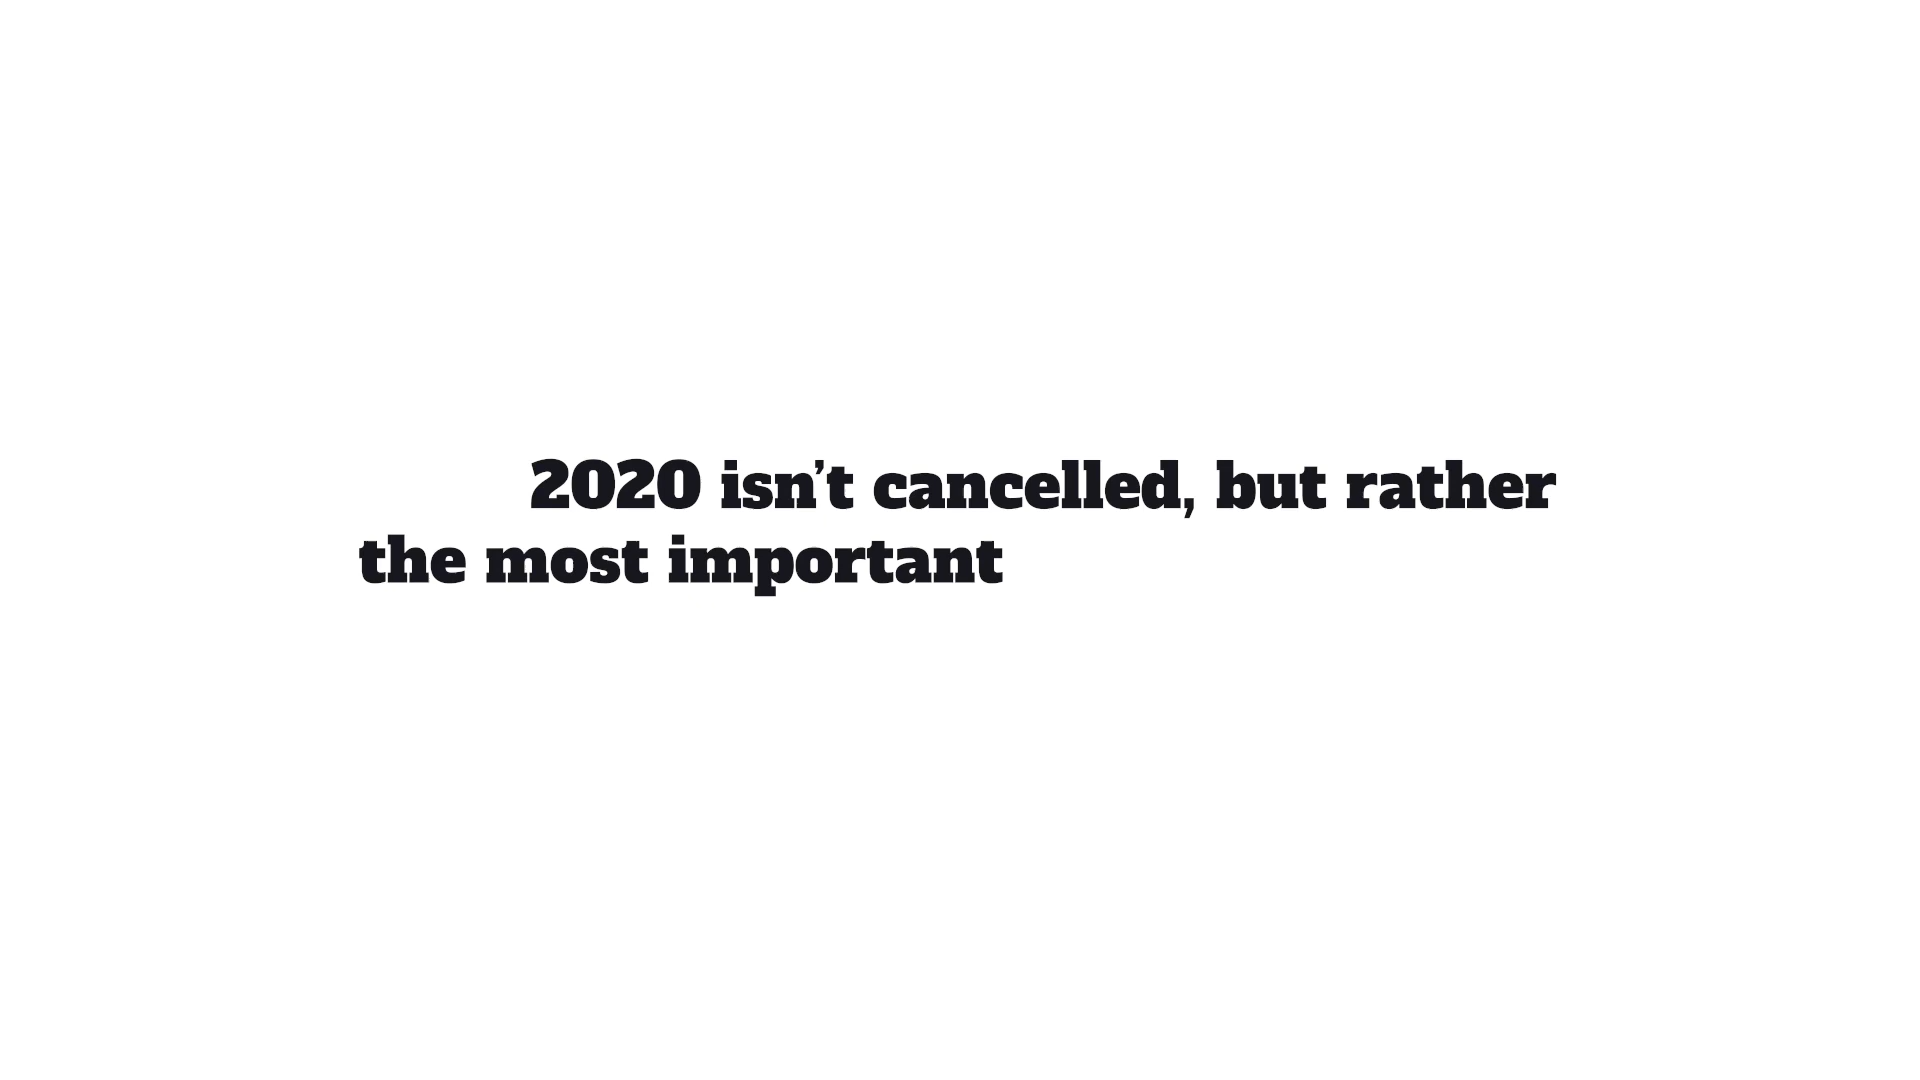 2020 isn’t cancelled, but rather
the most important